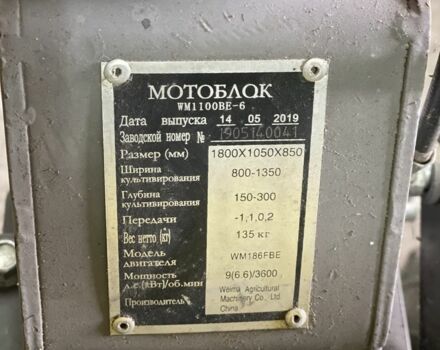 МОТОБЛОК
WM1100BE-6
Дата выпуска 14 05 2019
Заводской номер № 1905140041
Размер (мм) 1800X1050X850
Ширина
культивирования 800-1350
Глубина
культивирования 150-300
Передачи -1,1,0,2
Вес нетто (кг) 135 кг
Модель
двигателя WM186FBE
Мощность
л.с.(кВт)/об.мин 9(6.6)/3600
Производитель Weima Agricultural
Machinery Co., Ltd.
China